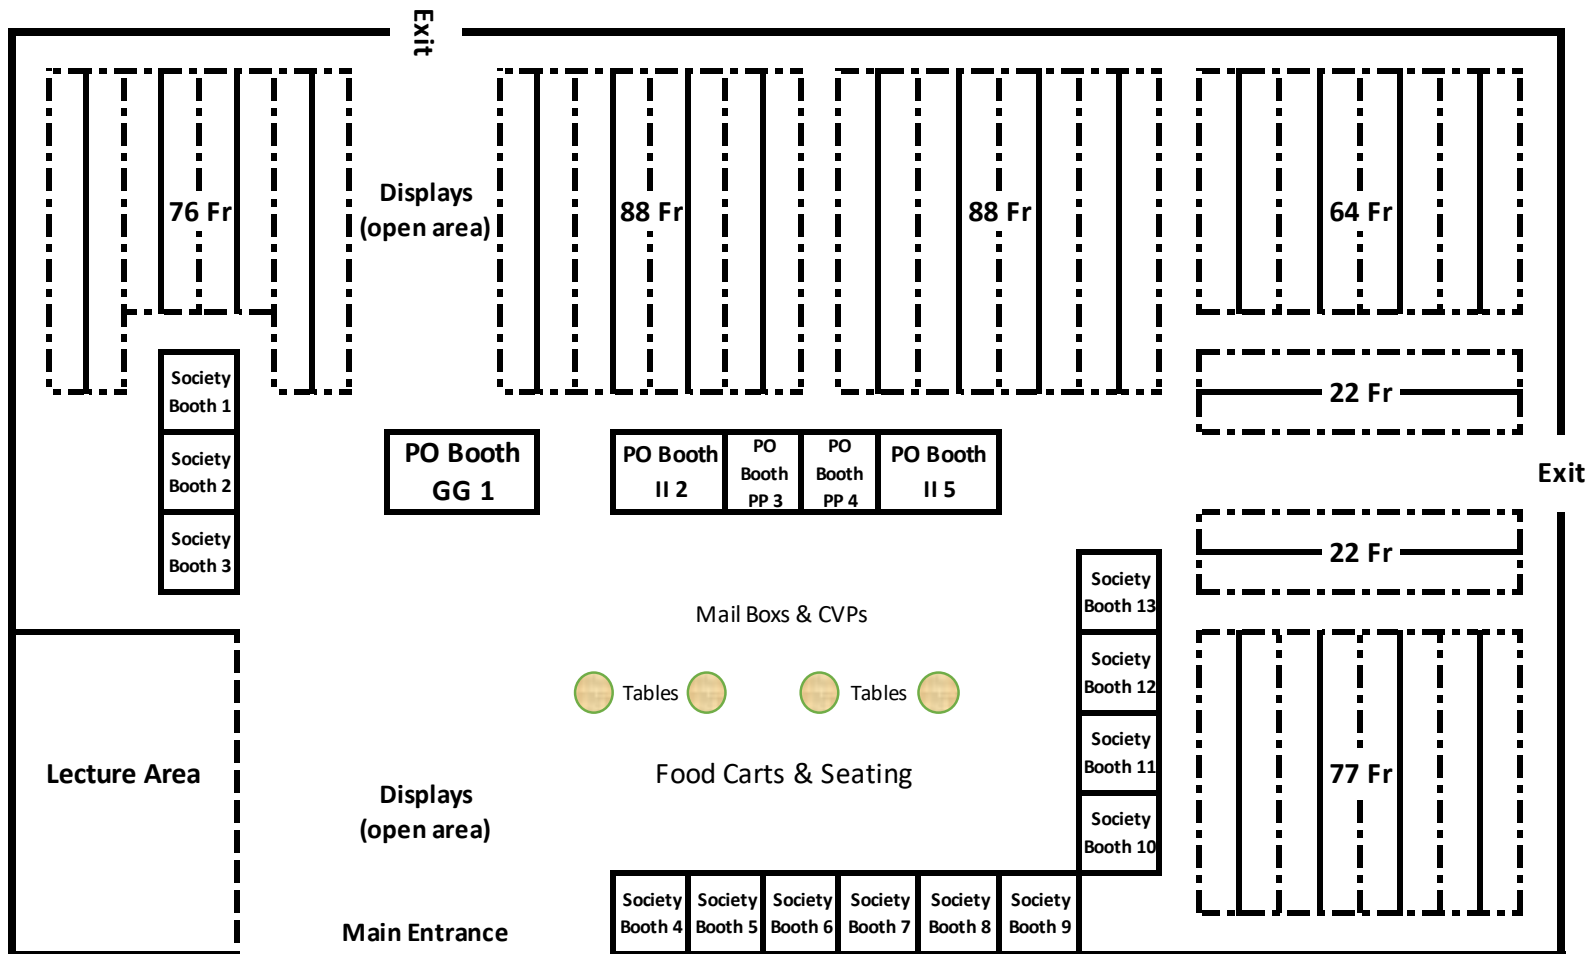 Exit
Displays
(open area)
76 Fr
88 Fr
88 Fr
64 Fr
Society
Booth 1
Society
Booth 2
Society
Booth 3
PO Booth
GG 1
PO Booth
II 2
PO
Booth
PP 3
PO
Booth
PP 4
PO Booth
II 5
22 Fr
Exit
22 Fr
Mail Boxs & CVPs
Tables
Tables
Food Carts & Seating
Lecture Area
Displays
(open area)
Main Entrance
Society
Booth 13
Society
Booth 12
Society
Booth 11
Society
Booth 10
77 Fr
Society
Booth 4
Society
Booth 5
Society
Booth 6
Society
Booth 7
Society
Booth 8
Society
Booth 9